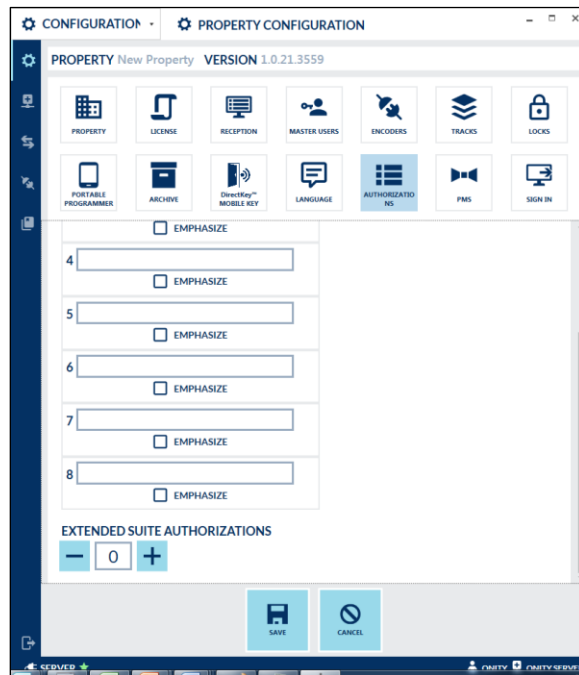 CONFIGURATION PROPERTY CONFIGURATION
PROPERTY New Property VERSION 1.0.21.3559
PROPERTY
LICENSE
RECEPTION
MASTER USERS
ENCODERS
TRACKS
LOCKS
PORTABLE
PROGRAMMER
ARCHIVE
DirectKey™
MOBILE KEY
LANGUAGE
AUTHORIZATIO
NS
PMS
SIGN IN
EMPHASIZE
4
EMPHASIZE
5
EMPHASIZE
6
EMPHASIZE
7
EMPHASIZE
8
EMPHASIZE
EXTENDED SUITE AUTHORIZATIONS
0
SAVE
CANCEL
SERVER ONITY ONITYSERVE